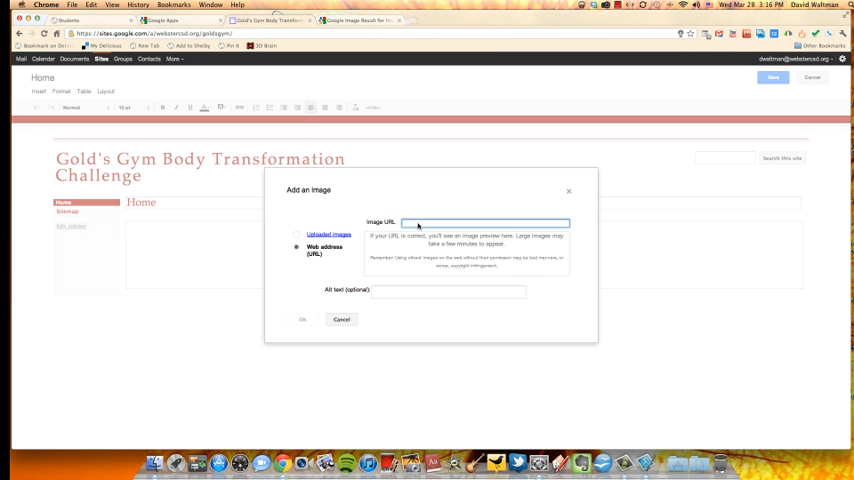 Chrome File Edit View History Bookmarks Window Help
Wed Mar 28 3:16 PM David Waltman
Students
Google Apps
Gold's Gym Body Transform
Google Image Result for Im
https://sites.google.com/a/webstercsd.org/goldsgym/
Bookmark on Delici My Delicious New Tab Add to Shelby Pin It 3D Brain Other Bookmarks
Mail Calendar Documents Sites Groups Contacts More
dwaltman@webstercsd.org
Home
Save Cancel
Insert Format Table Layout
Normal 10 pt B I U A <HTML>
Gold's Gym Body Transformation
Challenge
Search this site
Home
Sitemap
Edit sidebar
Home
Add an Image
Image URL
If your URL is correct, you'll see an image preview here. Large images may
take a few minutes to appear.
Remember: Using others' images on the web without their permission may be bad manners, or
worse, copyright infringement.
Uploaded images
Web address
(URL)
Alt text (optional):
OK Cancel